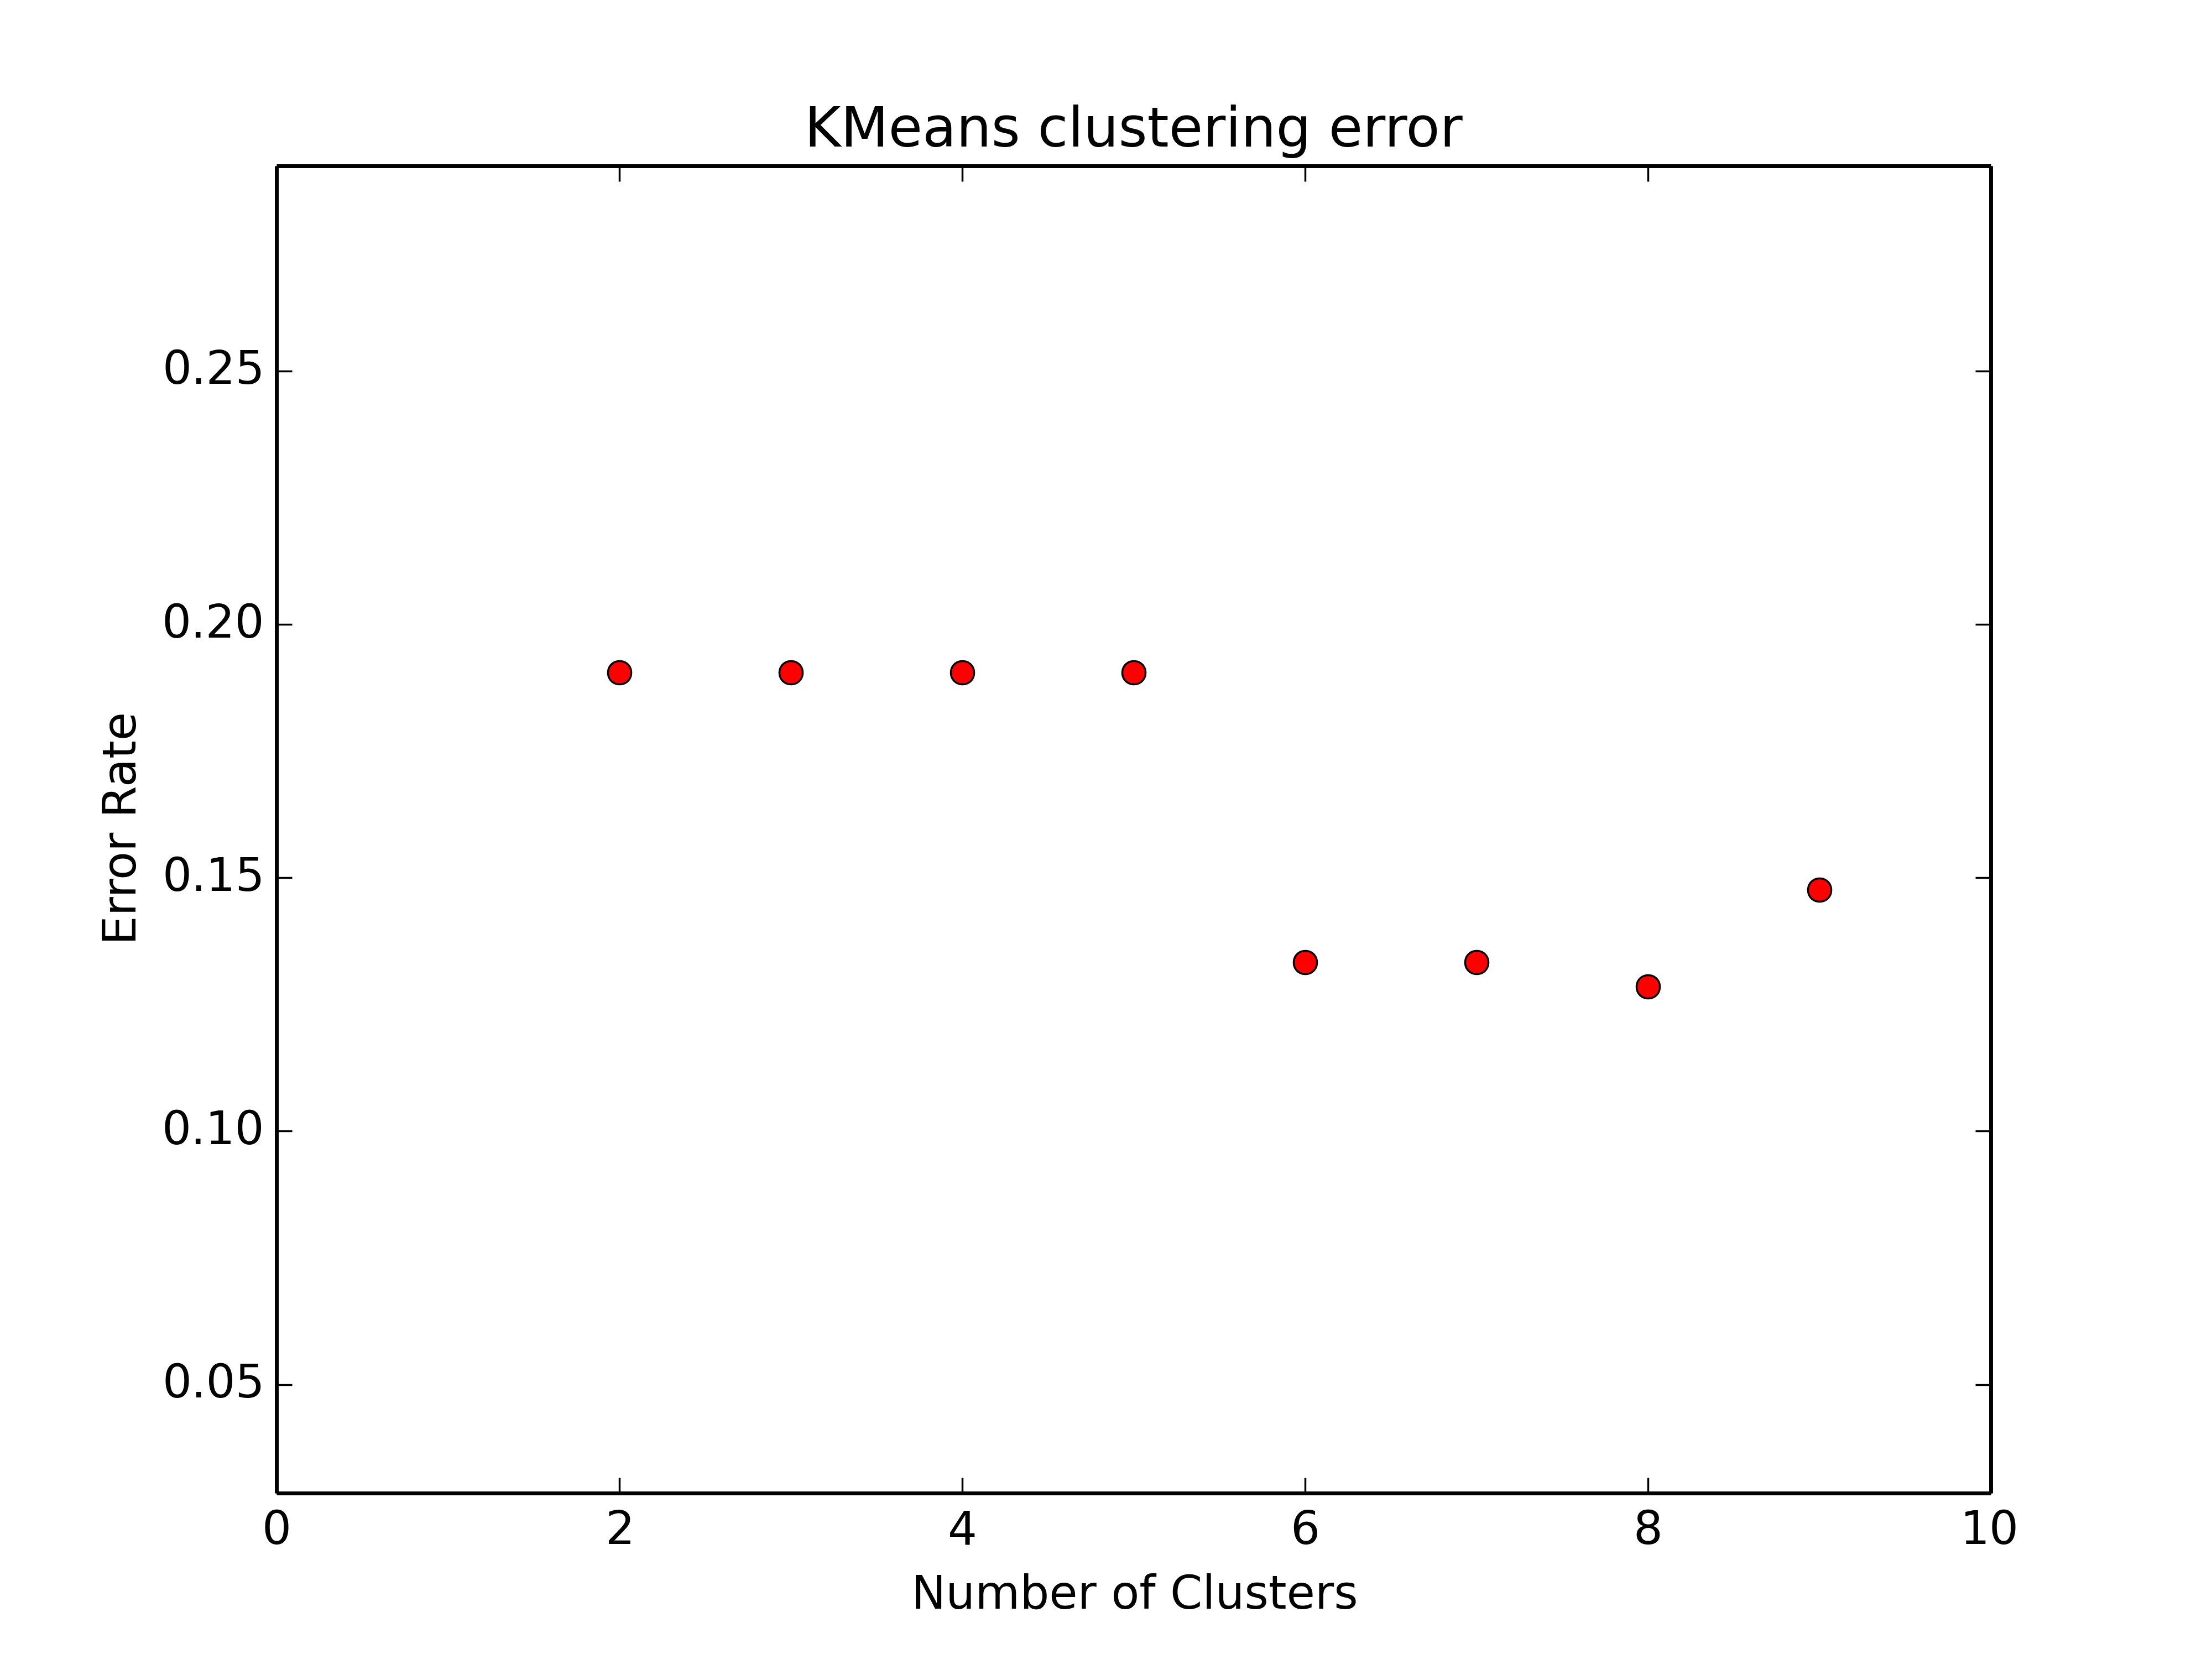 KMeans clustering error
0.25
0.20
0.15
0.10
0.05
Error Rate
0 2 4 6 8 10
Number of Clusters